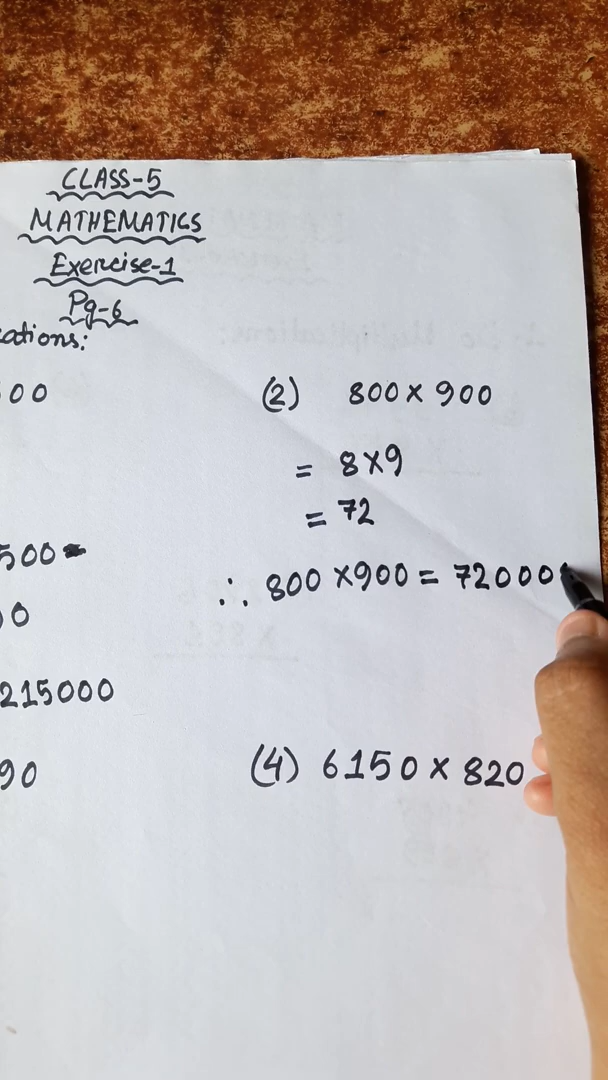 CLASS-5
MATHEMATICS
Exercise-1
Pg-6
cations:
00
(2) 800 × 900
= 8×9
= 72
500
∴ 800 ×900 = 72000
0
215000
90
(4) 6150 × 820